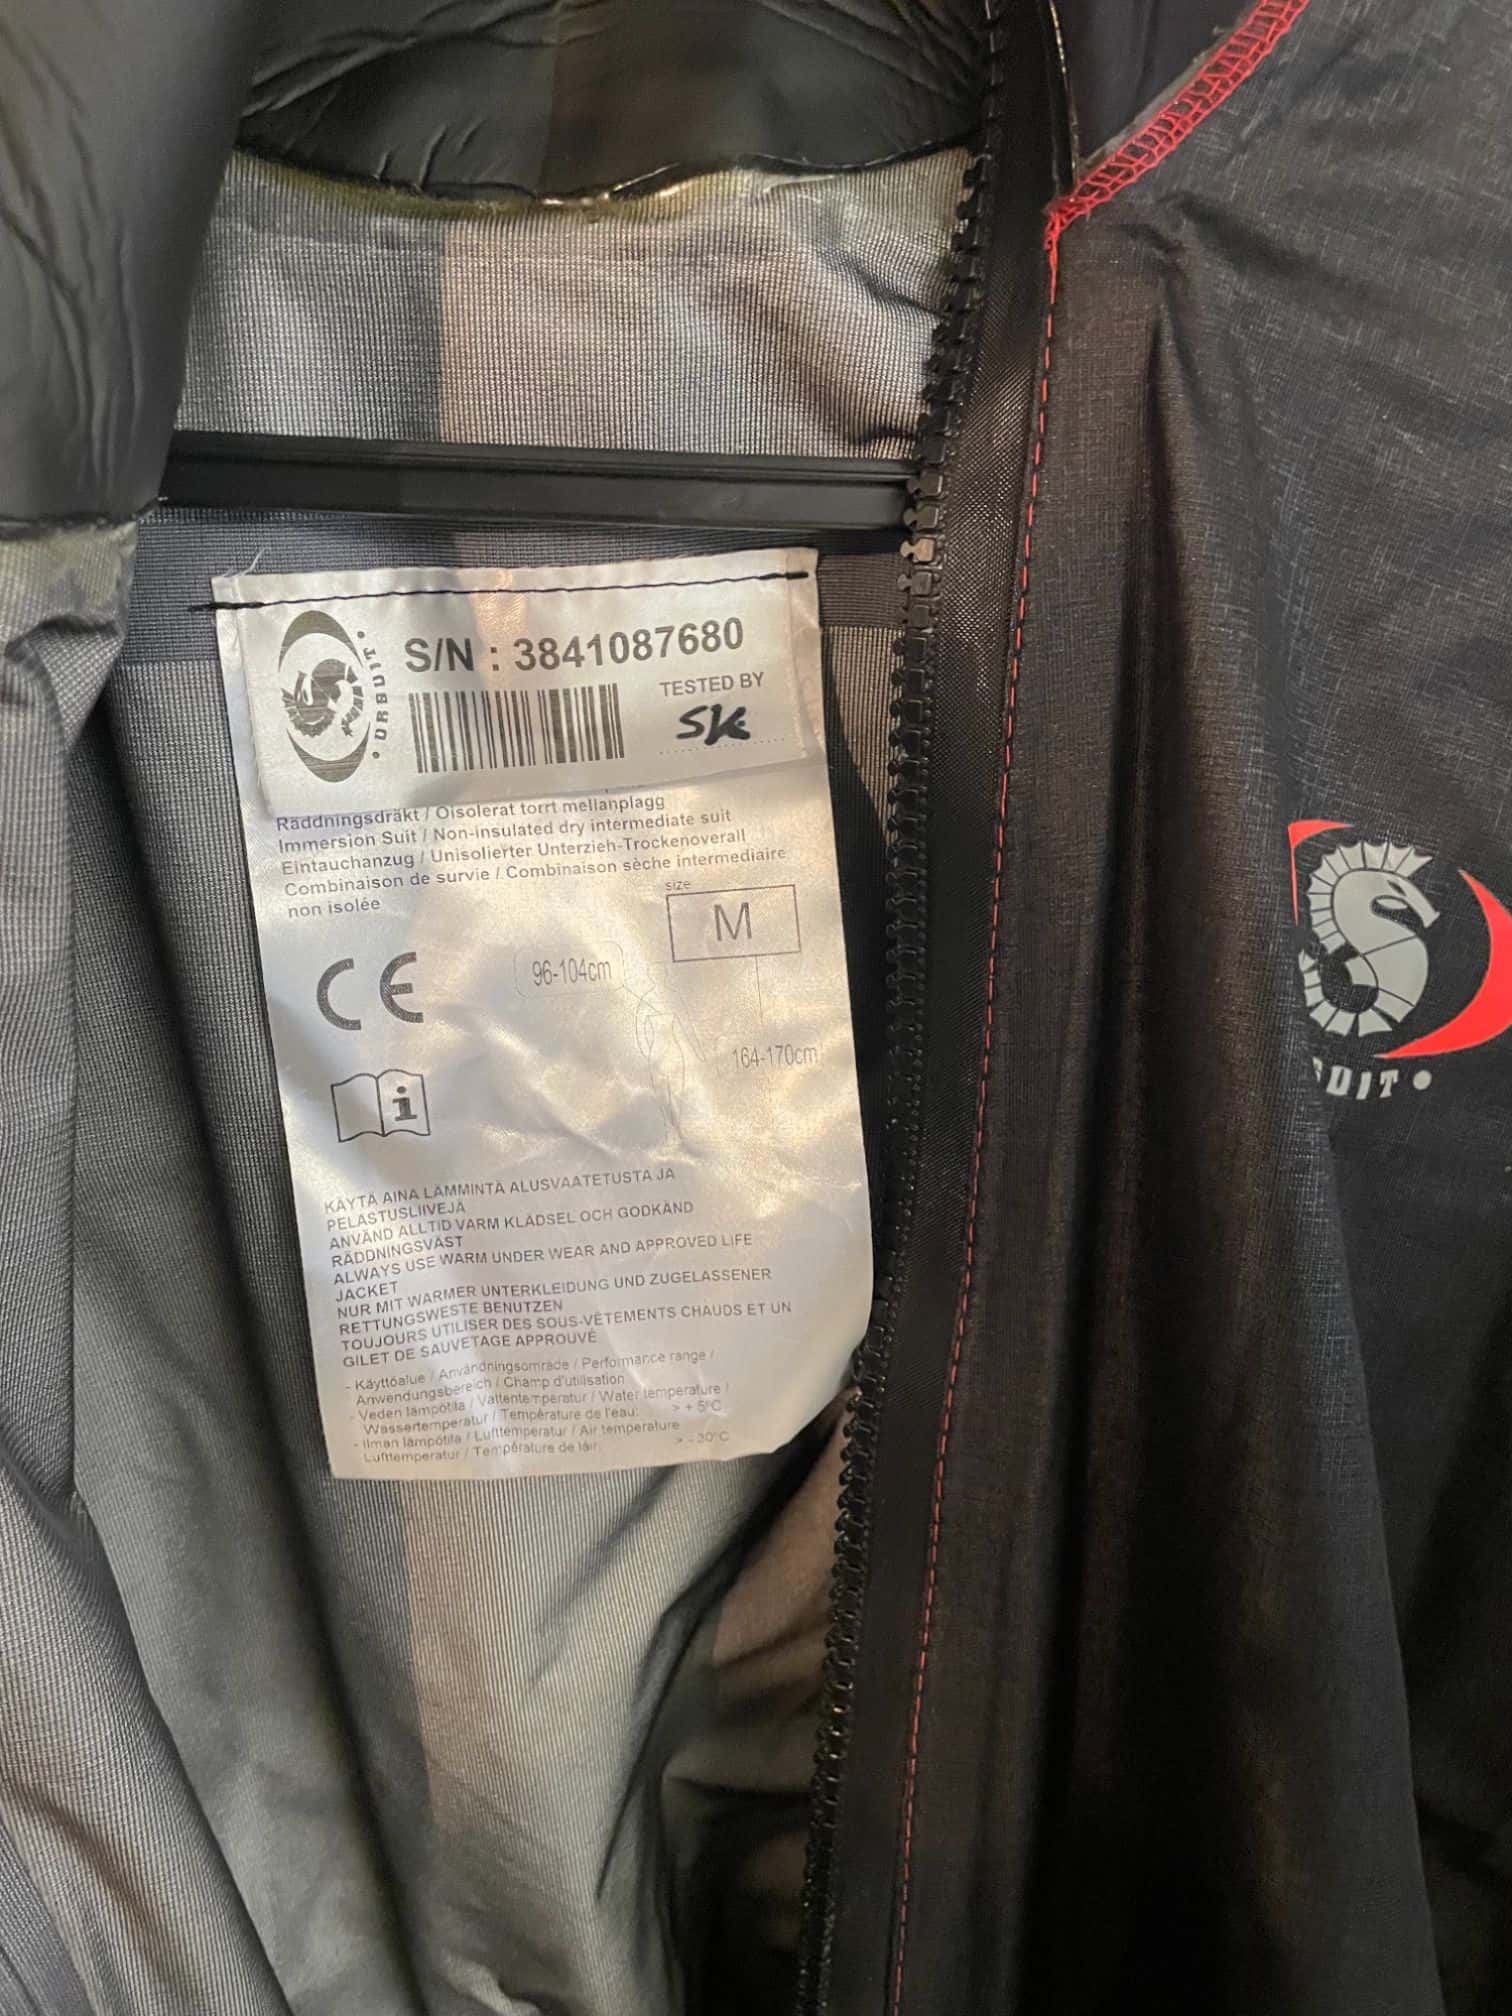 S/N : 3841087680
• URSUIT •
TESTED BY
SK
Räddningsdräkt / Oisolerat torrt mellanplagg
Immersion Suit / Non-insulated dry intermediate suit
Eintauchanzug / Unisolierter Unterzieh-Trockenoverall
Combinaison de survie / Combinaison sèche intermediaire
non isolée
size
M
CE
96-104cm
164-170cm
i
KÄYTÄ AINA LÄMMINTÄ ALUSVAATETUSTA JA
PELASTUSLIIVEJÄ
ANVÄND ALLTID VARM KLÄDSEL OCH GODKÄND
RÄDDNINGSVÄST
ALWAYS USE WARM UNDER WEAR AND APPROVED LIFE
JACKET
NUR MIT WARMER UNTERKLEIDUNG UND ZUGELASSENER
RETTUNGSWESTE BENUTZEN
TOUJOURS UTILISER DES SOUS-VÊTEMENTS CHAUDS ET UN
GILET DE SAUVETAGE APPROUVÉ
- Käyttöalue / Användningsområde / Performance range /
Anwendungsbereich / Champ d'utilisation
- Veden lämpötila / Vattentemperatur / Water temperature /
Wassertemperatur / Température de l'eau: > + 5°C
- Ilman lämpötila / Lufttemperatur / Air temperature
Lufttemperatur / Température de láir: > - 30°C
SUIT •